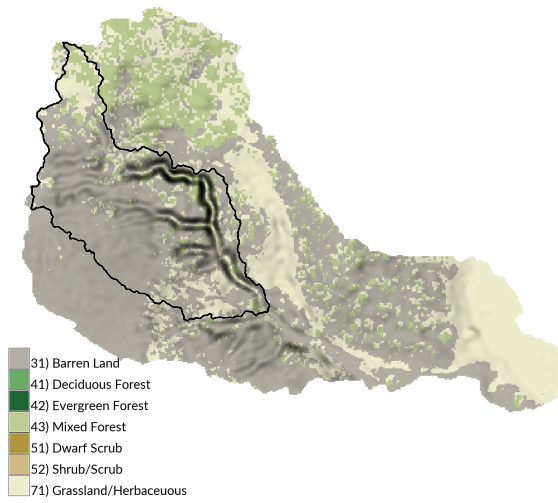 31) Barren Land
41) Deciduous Forest
42) Evergreen Forest
43) Mixed Forest
51) Dwarf Scrub
52) Shrub/Scrub
71) Grassland/Herbaceuous